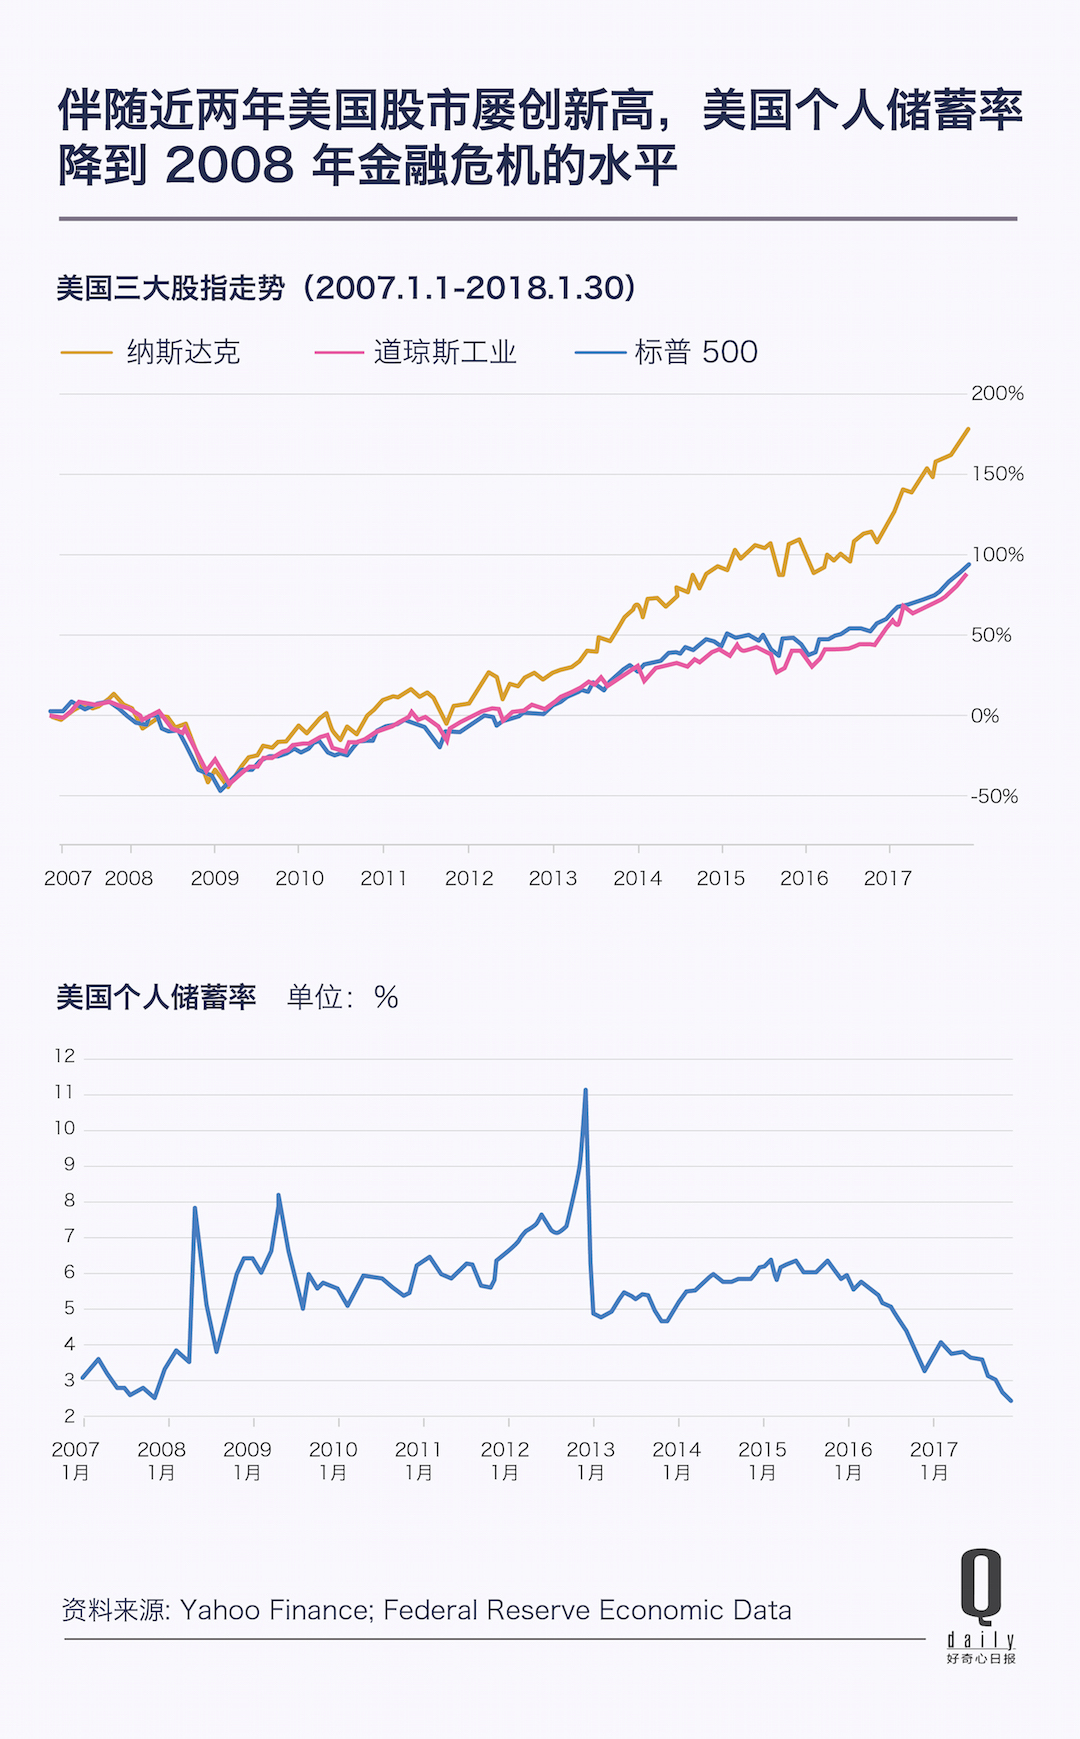 伴随近两年美国股市屡创新高，美国个人储蓄率
降到 2008 年金融危机的水平
美国三大股指走势（2007.1.1-2018.1.30）
纳斯达克 道琼斯工业 标普 500
200%
150%
100%
50%
0%
-50%
2007 2008 2009 2010 2011 2012 2013 2014 2015 2016 2017
美国个人储蓄率 单位：%
12
11
10
9
8
7
6
5
4
3
2
2007 2008 2009 2010 2011 2012 2013 2014 2015 2016 2017
1月 1月 1月 1月 1月 1月 1月 1月 1月 1月 1月
资料来源: Yahoo Finance; Federal Reserve Economic Data
Q
daily
好奇心日报